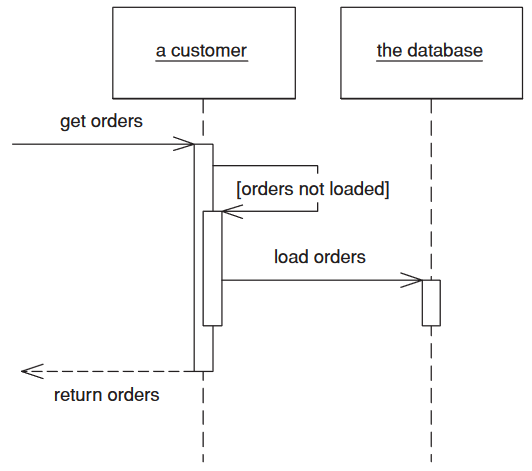 a customer
the database
get orders
[orders not loaded]
load orders
return orders